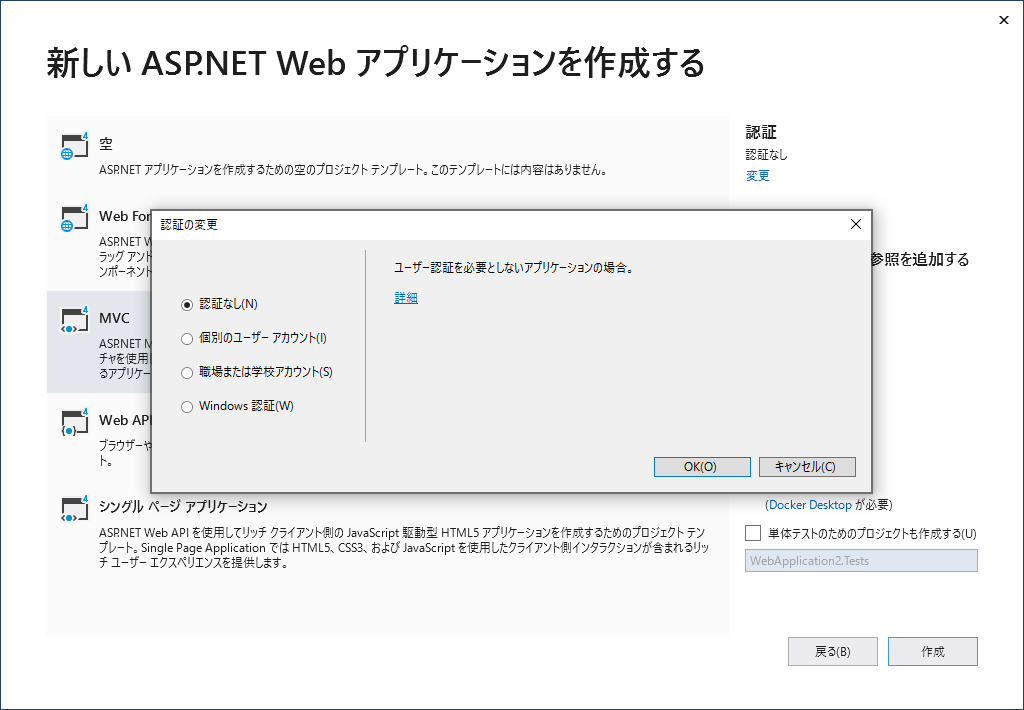 新しい ASP.NET Web アプリケーションを作成する
空
4
ASP.NET アプリケーションを作成するための空のプロジェクト テンプレート。このテンプレートには内容はありません。
4
Web For
ASP.NET W
ラッグ アンド
ンポーネント
4
MVC
ASP.NET M
チャを使用し
るアプリケー
4
Web API
ブラウザーや
ト。
4
シングル ページ アプリケーション
ASP.NET Web API を使用してリッチ クライアント側の JavaScript 駆動型 HTML5 アプリケーションを作成するためのプロジェクト テン
プレート。Single Page Application では HTML5、CSS3、および JavaScript を使用したクライアント側インタラクションが含まれるリッ
チ ユーザー エクスペリエンスを提供します。
認証
認証なし
変更
参照を追加する
認証の変更
認証なし(N)
個別のユーザー アカウント(I)
職場または学校アカウント(S)
Windows 認証(W)
ユーザー認証を必要としないアプリケーションの場合。
詳細
OK(O)
キャンセル(C)
(Docker Desktop が必要)
単体テストのためのプロジェクトも作成する(U)
WebApplication2.Tests
戻る(B)
作成